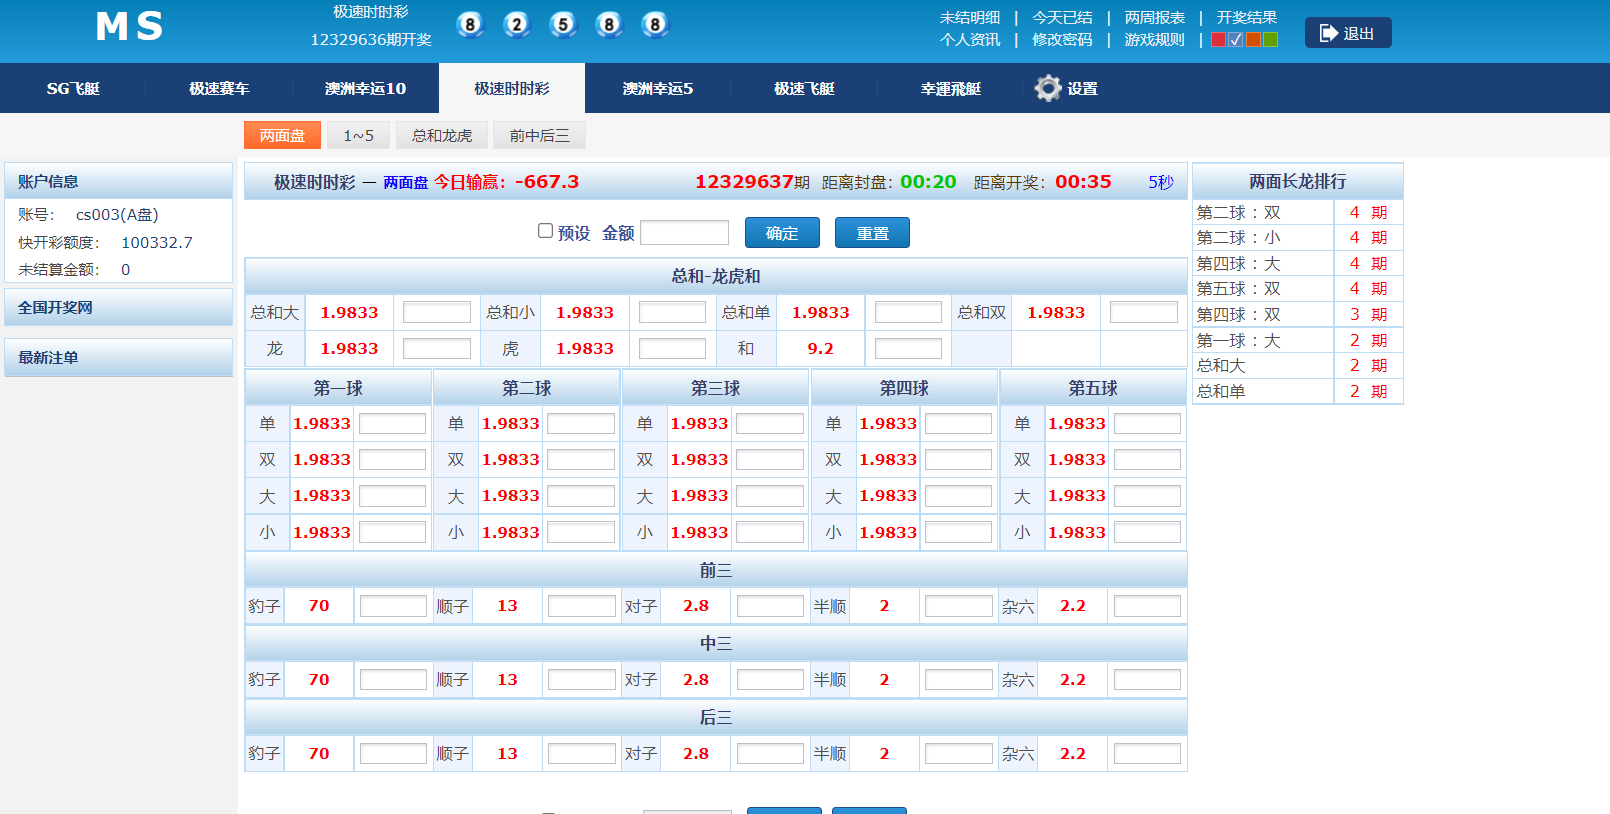 MS
极速时时彩
12329636期开奖
8 2 5 8 8
未结明细 | 今天已结 | 两周报表 | 开奖结果
个人资讯 | 修改密码 | 游戏规则 |
退出
SG飞艇 极速赛车 澳洲幸运10 极速时时彩 澳洲幸运5 极速飞艇 幸運飛艇 设置
两面盘 1~5 总和龙虎 前中后三
账户信息
账号： cs003(A盘)
快开彩额度： 100332.7
未结算金额： 0
全国开奖网
最新注单
极速时时彩 — 两面盘 今日输赢：-667.3 12329637期 距离封盘：00:20 距离开奖：00:35 5秒
预设 金额 确定 重置
总和-龙虎和
总和大 1.9833 总和小 1.9833 总和单 1.9833 总和双 1.9833
龙 1.9833 虎 1.9833 和 9.2
第一球 第二球 第三球 第四球 第五球
单 1.9833 单 1.9833 单 1.9833 单 1.9833 单 1.9833
双 1.9833 双 1.9833 双 1.9833 双 1.9833 双 1.9833
大 1.9833 大 1.9833 大 1.9833 大 1.9833 大 1.9833
小 1.9833 小 1.9833 小 1.9833 小 1.9833 小 1.9833
前三
豹子 70 顺子 13 对子 2.8 半顺 2 杂六 2.2
中三
豹子 70 顺子 13 对子 2.8 半顺 2 杂六 2.2
后三
豹子 70 顺子 13 对子 2.8 半顺 2 杂六 2.2
两面长龙排行
第二球：双 4 期
第二球：小 4 期
第四球：大 4 期
第五球：双 4 期
第四球：双 3 期
第一球：大 2 期
总和大 2 期
总和单 2 期